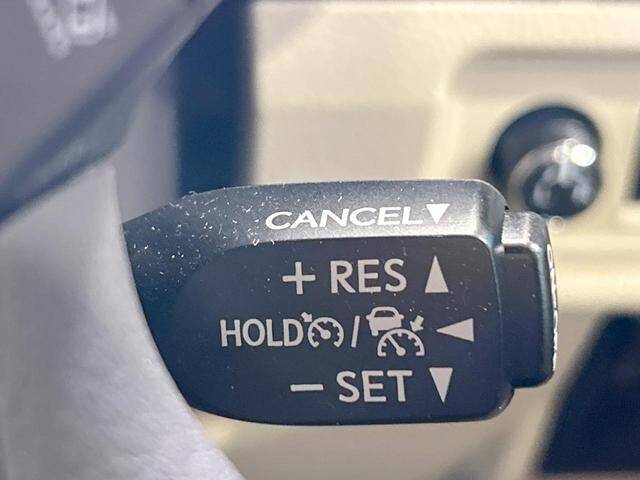 CANCEL▼
+ RES ▲
HOLD / ◀
− SET ▼